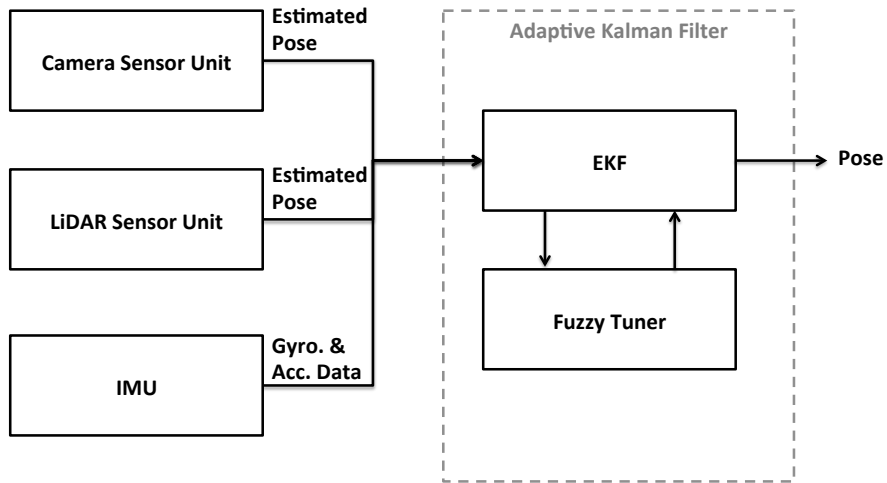 Estimated
Pose
Camera Sensor Unit
Adaptive Kalman Filter
EKF
Pose
Estimated
Pose
LiDAR Sensor Unit
Fuzzy Tuner
Gyro. &
Acc. Data
IMU